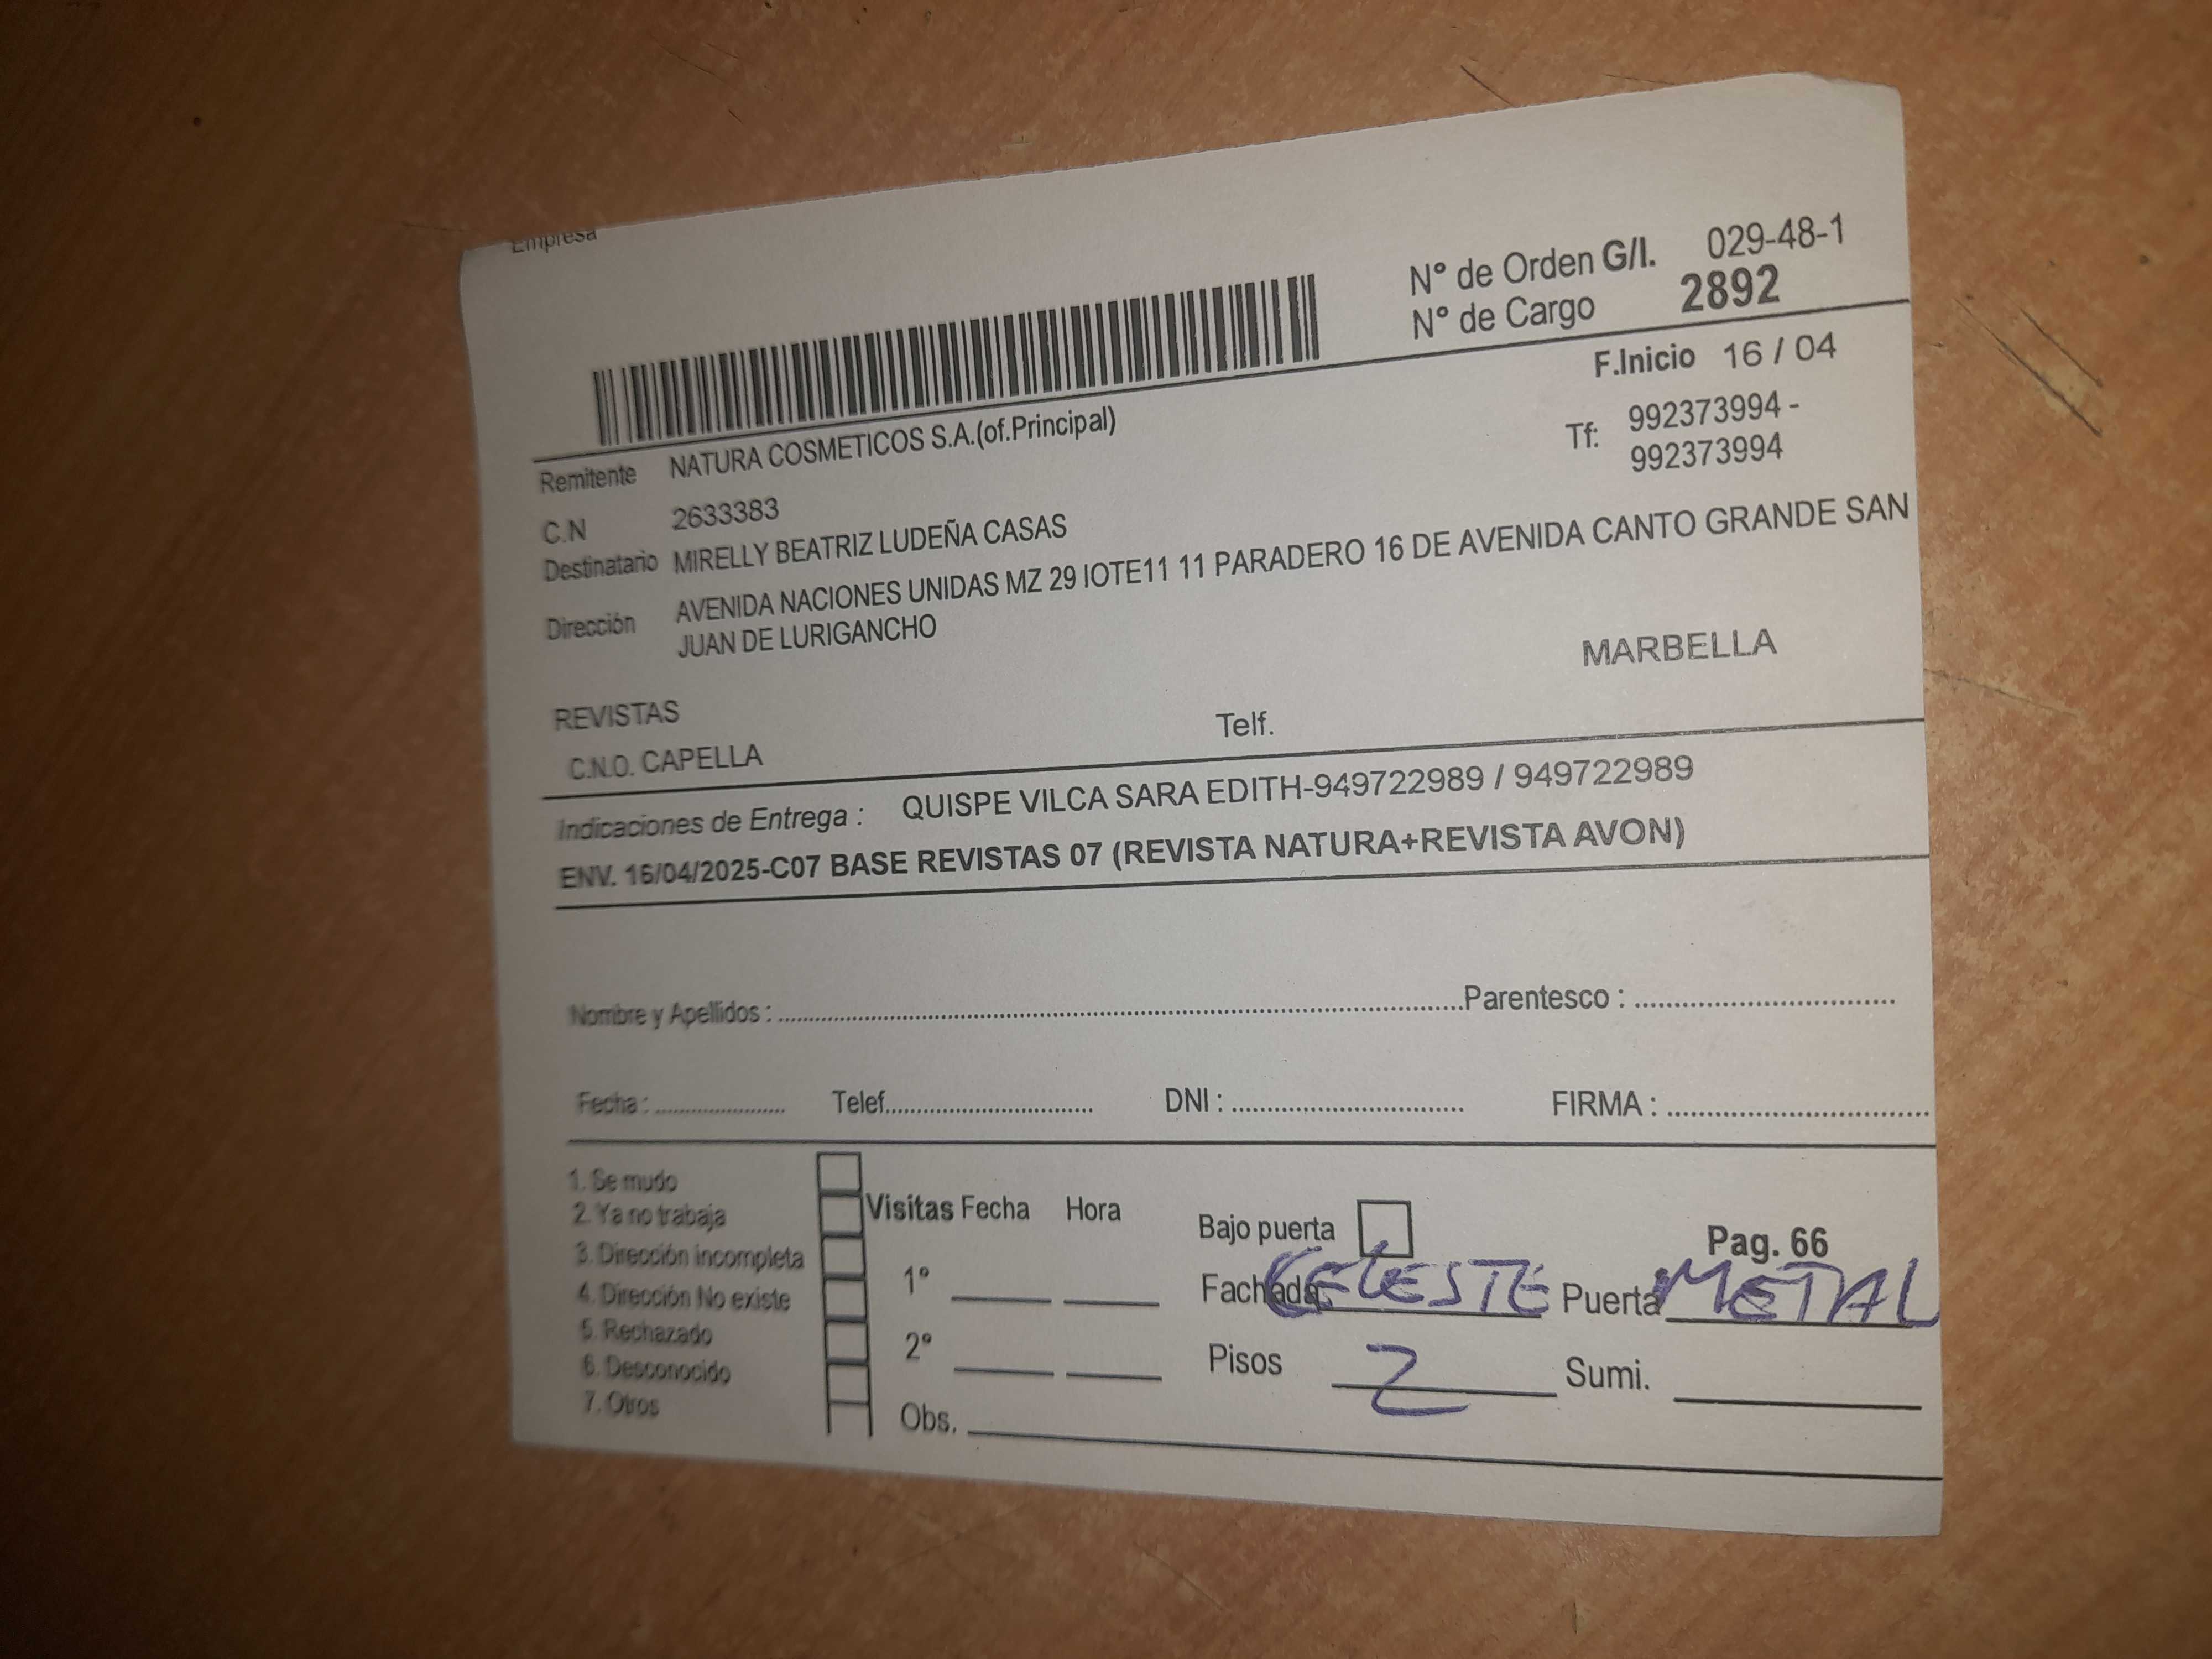 Empresa
N° de Orden G/I. 029-48-1
N° de Cargo 2892
F.Inicio 16 / 04
Remitente NATURA COSMETICOS S.A.(of.Principal)
Tf: 992373994 -
992373994
C.N 2633383
Destinatario MIRELLY BEATRIZ LUDEÑA CASAS
Dirección AVENIDA NACIONES UNIDAS MZ 29 lOTE11 11 PARADERO 16 DE AVENIDA CANTO GRANDE SAN
JUAN DE LURIGANCHO
MARBELLA
REVISTAS
C.N.O. CAPELLA Telf.
Indicaciones de Entrega : QUISPE VILCA SARA EDITH-949722989 / 949722989
ENV. 16/04/2025-C07 BASE REVISTAS 07 (REVISTA NATURA+REVISTA AVON)
Nombre y Apellidos : Parentesco :
Fecha : Telef. DNI : FIRMA :
1. Se mudo
2. Ya no trabaja
3. Dirección incompleta
4. Dirección No existe
5. Rechazado
6. Desconocido
7. Otros
Visitas Fecha Hora
1°
2°
Obs.
Bajo puerta Pag. 66
Fachada: CELESTE Puerta METAL
Pisos 2 Sumi.